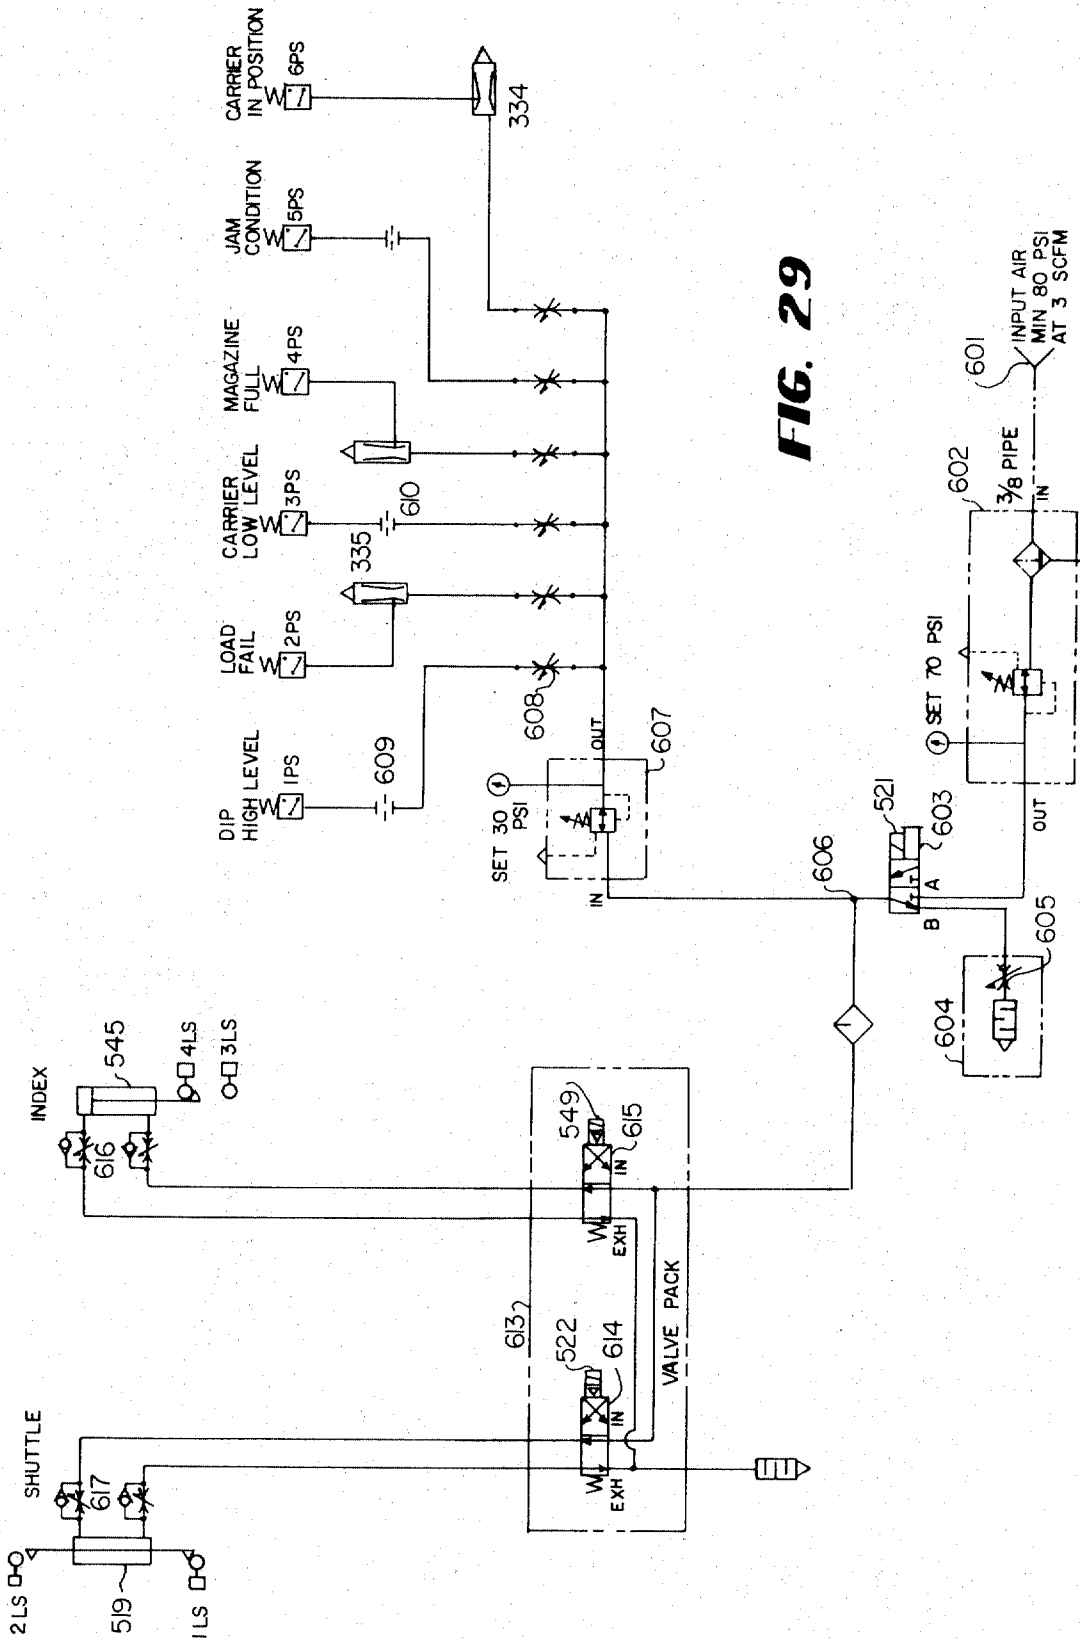 SHUTTLE
2 LS
1 LS
519
617
INDEX
545
616
4LS
3LS
613
522
614
IN
EXH
549
615
IN
EXH
VALVE PACK
DIP
HIGH LEVEL
1PS
609
LOAD
FAIL
2PS
335
CARRIER
LOW LEVEL
3PS
610
MAGAZINE
FULL
4PS
JAM
CONDITION
5PS
CARRIER
IN POSITION
6PS
334
608
SET 30
PSI
OUT
607
IN
606
521
603
A
B
604
605
OUT
SET 70 PSI
602
3/8 PIPE
IN
601
INPUT AIR
MIN 80 PSI
AT 3 SCFM
FIG. 29